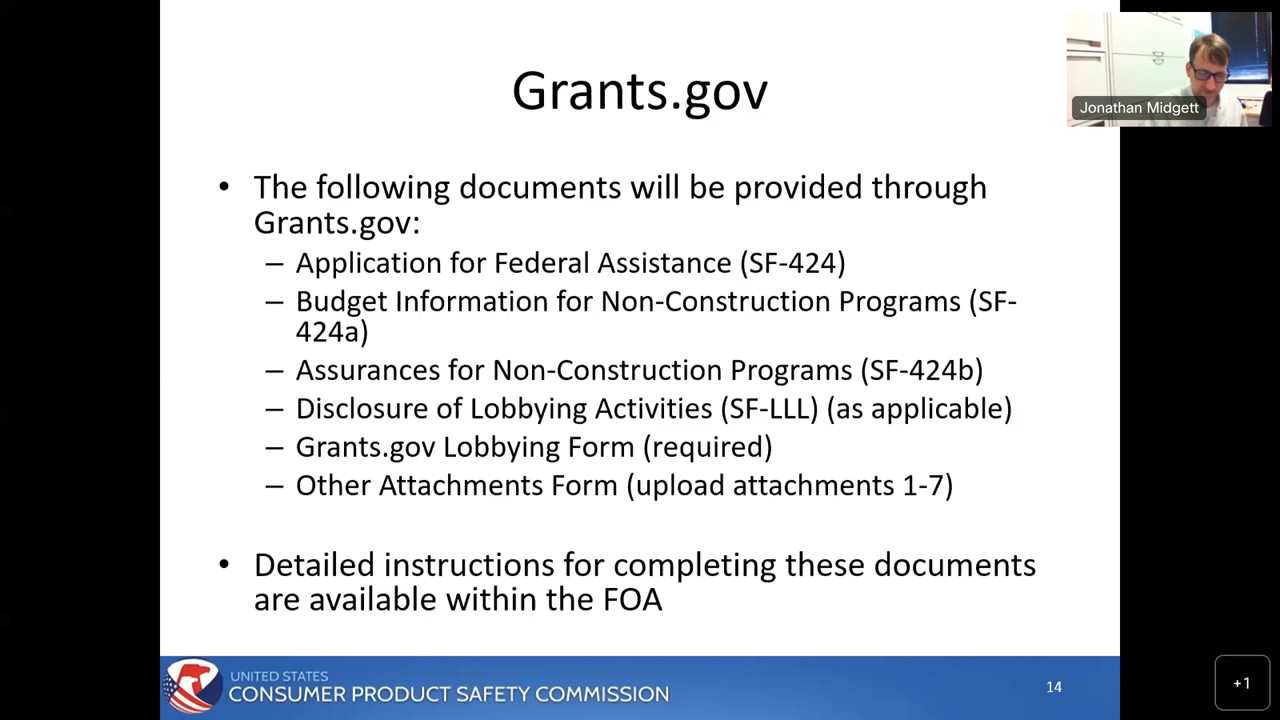 Grants.gov
Jonathan Midgett
• The following documents will be provided through
Grants.gov:
– Application for Federal Assistance (SF-424)
– Budget Information for Non-Construction Programs (SF-
424a)
– Assurances for Non-Construction Programs (SF-424b)
– Disclosure of Lobbying Activities (SF-LLL) (as applicable)
– Grants.gov Lobbying Form (required)
– Other Attachments Form (upload attachments 1-7)
• Detailed instructions for completing these documents
are available within the FOA
UNITED STATES
CONSUMER PRODUCT SAFETY COMMISSION
14
+1